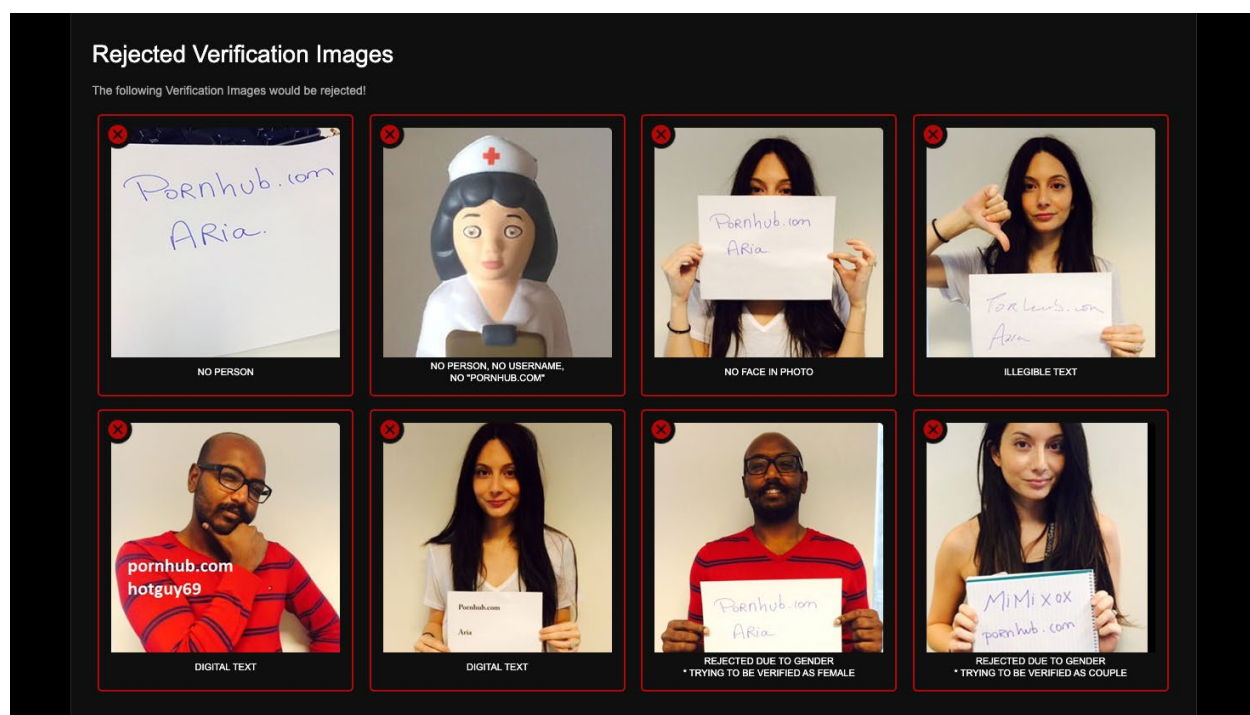 Rejected Verification Images
The following Verification Images would be rejected!
Pornhub.com
ARia.
NO PERSON
NO PERSON, NO USERNAME,
NO "PORNHUB.COM"
Pornhub.com
ARia
NO FACE IN PHOTO
Aria
ILLEGIBLE TEXT
pornhub.com
hotguy69
DIGITAL TEXT
Pornhub.com
Aria
DIGITAL TEXT
Pornhub.com
ARia
REJECTED DUE TO GENDER
* TRYING TO BE VERIFIED AS FEMALE
MiMi xox
pornhub.com
REJECTED DUE TO GENDER
* TRYING TO BE VERIFIED AS COUPLE